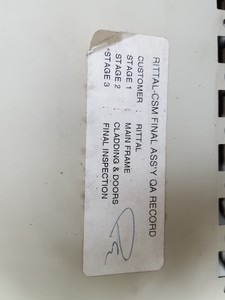 RITTAL-CSM FINAL ASS'Y QA RECORD
CUSTOMER : RITTAL
STAGE 1 : MAIN FRAME
STAGE 2 : CLADDING & DOORS
*STAGE 3 : FINAL INSPECTION